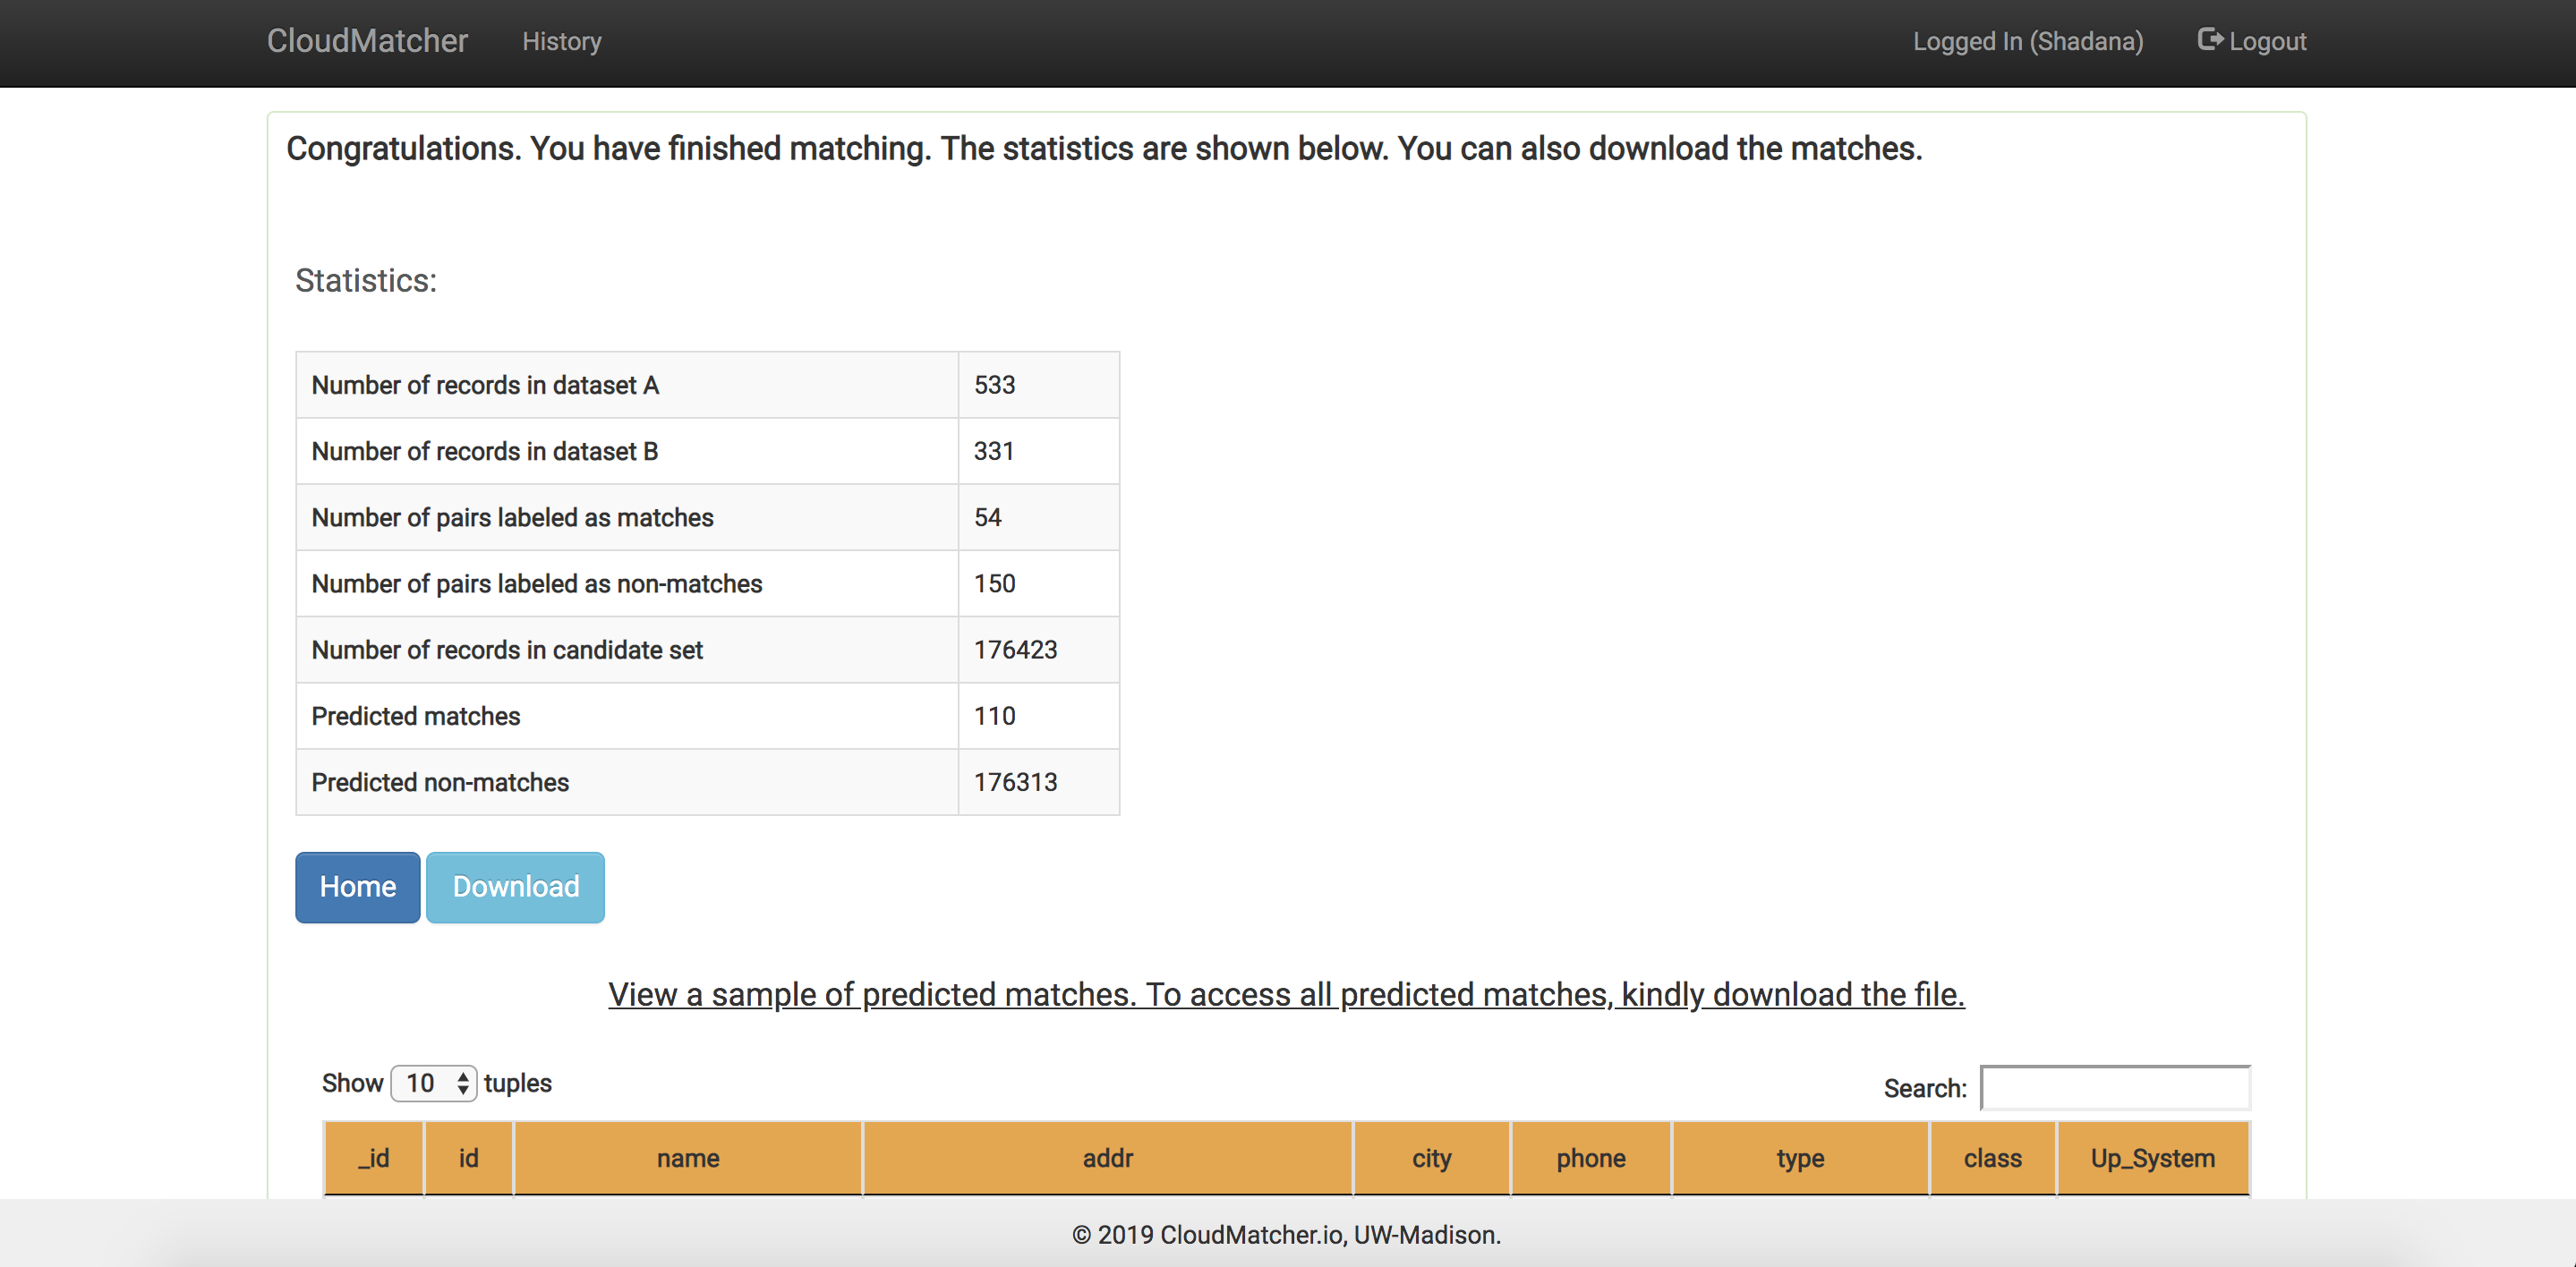 CloudMatcher History Logged In (Shadana) Logout
Congratulations. You have finished matching. The statistics are shown below. You can also download the matches.
Statistics:
Number of records in dataset A 533
Number of records in dataset B 331
Number of pairs labeled as matches 54
Number of pairs labeled as non-matches 150
Number of records in candidate set 176423
Predicted matches 110
Predicted non-matches 176313
Home Download
View a sample of predicted matches. To access all predicted matches, kindly download the file.
Show 10 tuples Search:
_id id name addr city phone type class Up_System
© 2019 CloudMatcher.io, UW-Madison.